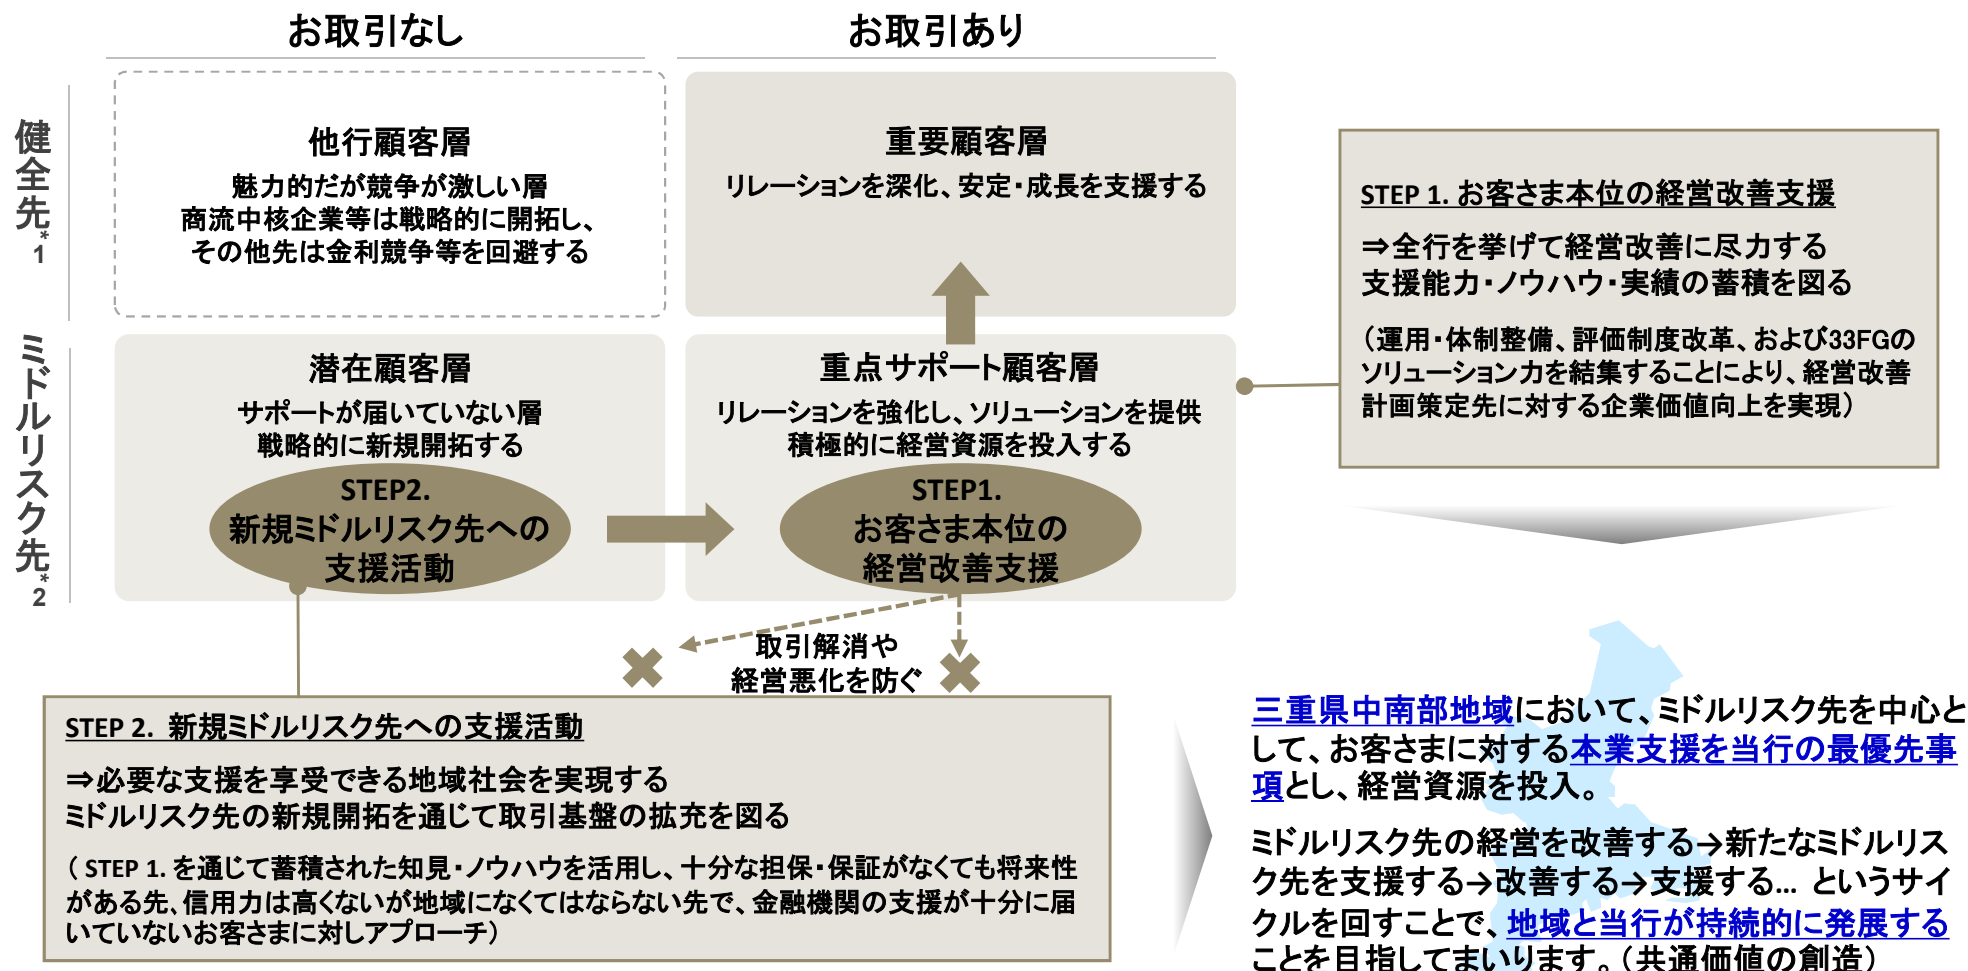 お取引なし
お取引あり
健全先*1
ミドルリスク先*2
他行顧客層
魅力的だが競争が激しい層
商流中核企業等は戦略的に開拓し、
その他先は金利競争等を回避する
重要顧客層
リレーションを深化、安定・成長を支援する
潜在顧客層
サポートが届いていない層
戦略的に新規開拓する
STEP2.
新規ミドルリスク先への
支援活動
重点サポート顧客層
リレーションを強化し、ソリューションを提供
積極的に経営資源を投入する
STEP1.
お客さま本位の
経営改善支援
取引解消や
経営悪化を防ぐ
STEP 1. お客さま本位の経営改善支援
⇒全行を挙げて経営改善に尽力する
支援能力・ノウハウ・実績の蓄積を図る
（運用・体制整備、評価制度改革、および33FGの
ソリューション力を結集することにより、経営改善
計画策定先に対する企業価値向上を実現）
STEP 2. 新規ミドルリスク先への支援活動
⇒必要な支援を享受できる地域社会を実現する
ミドルリスク先の新規開拓を通じて取引基盤の拡充を図る
（ STEP 1. を通じて蓄積された知見・ノウハウを活用し、十分な担保・保証がなくても将来性
がある先、信用力は高くないが地域になくてはならない先で、金融機関の支援が十分に届
いていないお客さまに対しアプローチ）
三重県中南部地域において、ミドルリスク先を中心と
して、お客さまに対する本業支援を当行の最優先事
項とし、経営資源を投入。
ミドルリスク先の経営を改善する→新たなミドルリス
ク先を支援する→改善する→支援する… というサイ
クルを回すことで、地域と当行が持続的に発展する
ことを目指してまいります。（共通価値の創造）